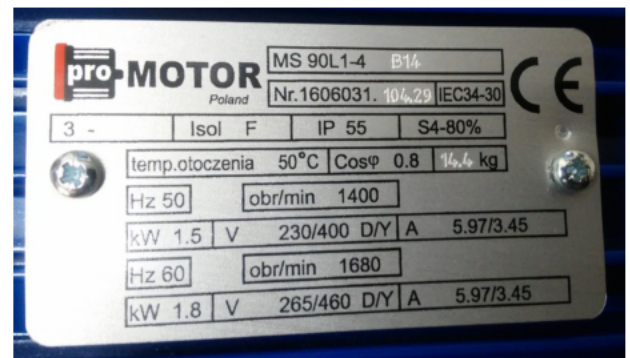 pro-MOTOR
Poland
MS 90L1-4 B14
Nr.1606031. 104.29 IEC34-30
CE
3 - Isol F IP 55 S4-80%
temp.otoczenia 50°C Cosφ 0.8 14.4 kg
Hz 50 obr/min 1400
kW 1.5 V 230/400 D/Y A 5.97/3.45
Hz 60 obr/min 1680
kW 1.8 V 265/460 D/Y A 5.97/3.45